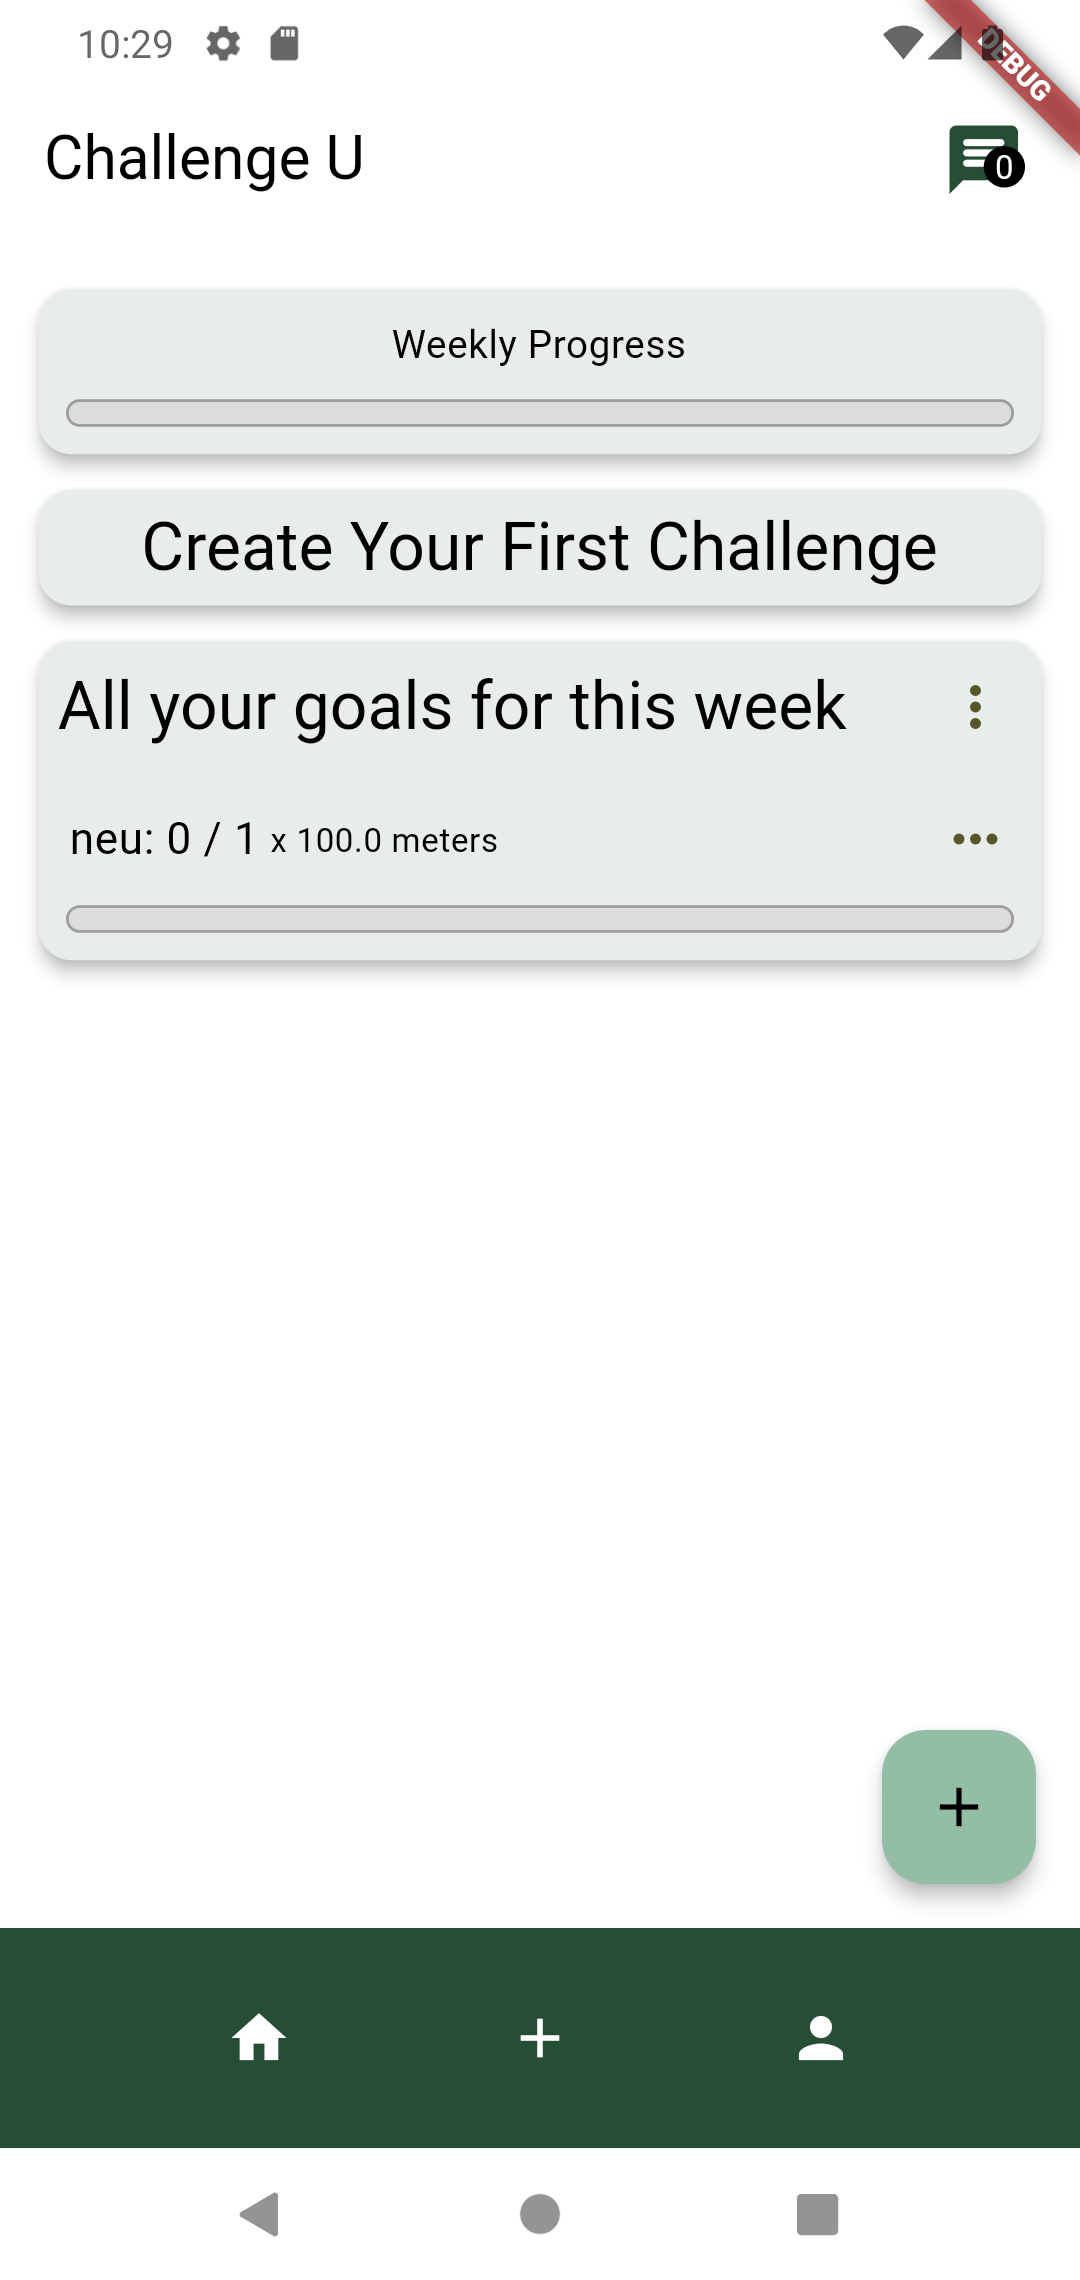 10:29
DEBUG
Challenge U
0
Weekly Progress
Create Your First Challenge
All your goals for this week
neu: 0 / 1 x 100.0 meters